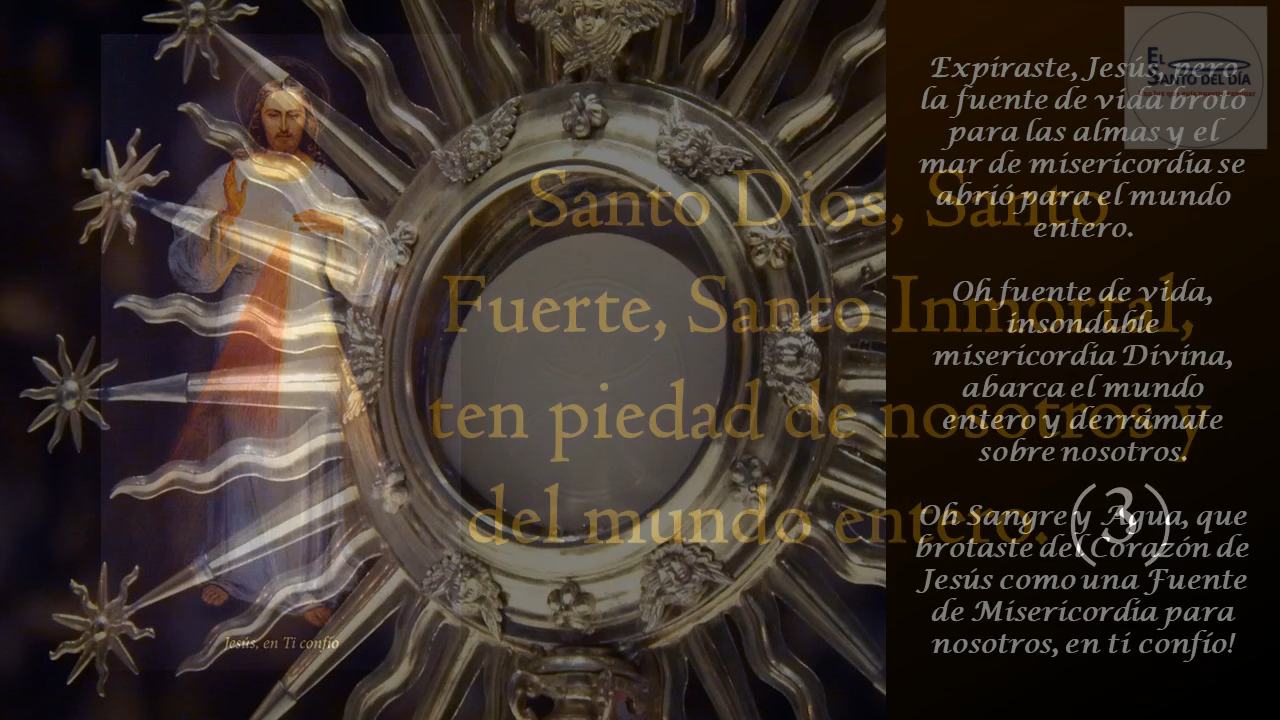 Santo Dios, Santo
Fuerte, Santo Inmortal,
ten piedad de nosotros y
del mundo entero.
(3)
Jesús, en Ti confío
Expiraste, Jesús, pero
la fuente de vida brotó
para las almas y el
mar de misericordia se
abrió para el mundo
entero.
Oh fuente de vida,
insondable
misericordia Divina,
abarca el mundo
entero y derrámate
sobre nosotros.
Oh Sangre y Agua, que
brotaste del Corazón de
Jesús como una Fuente
de Misericordia para
nosotros, en ti confío!
EL
SANTO DEL DÍA